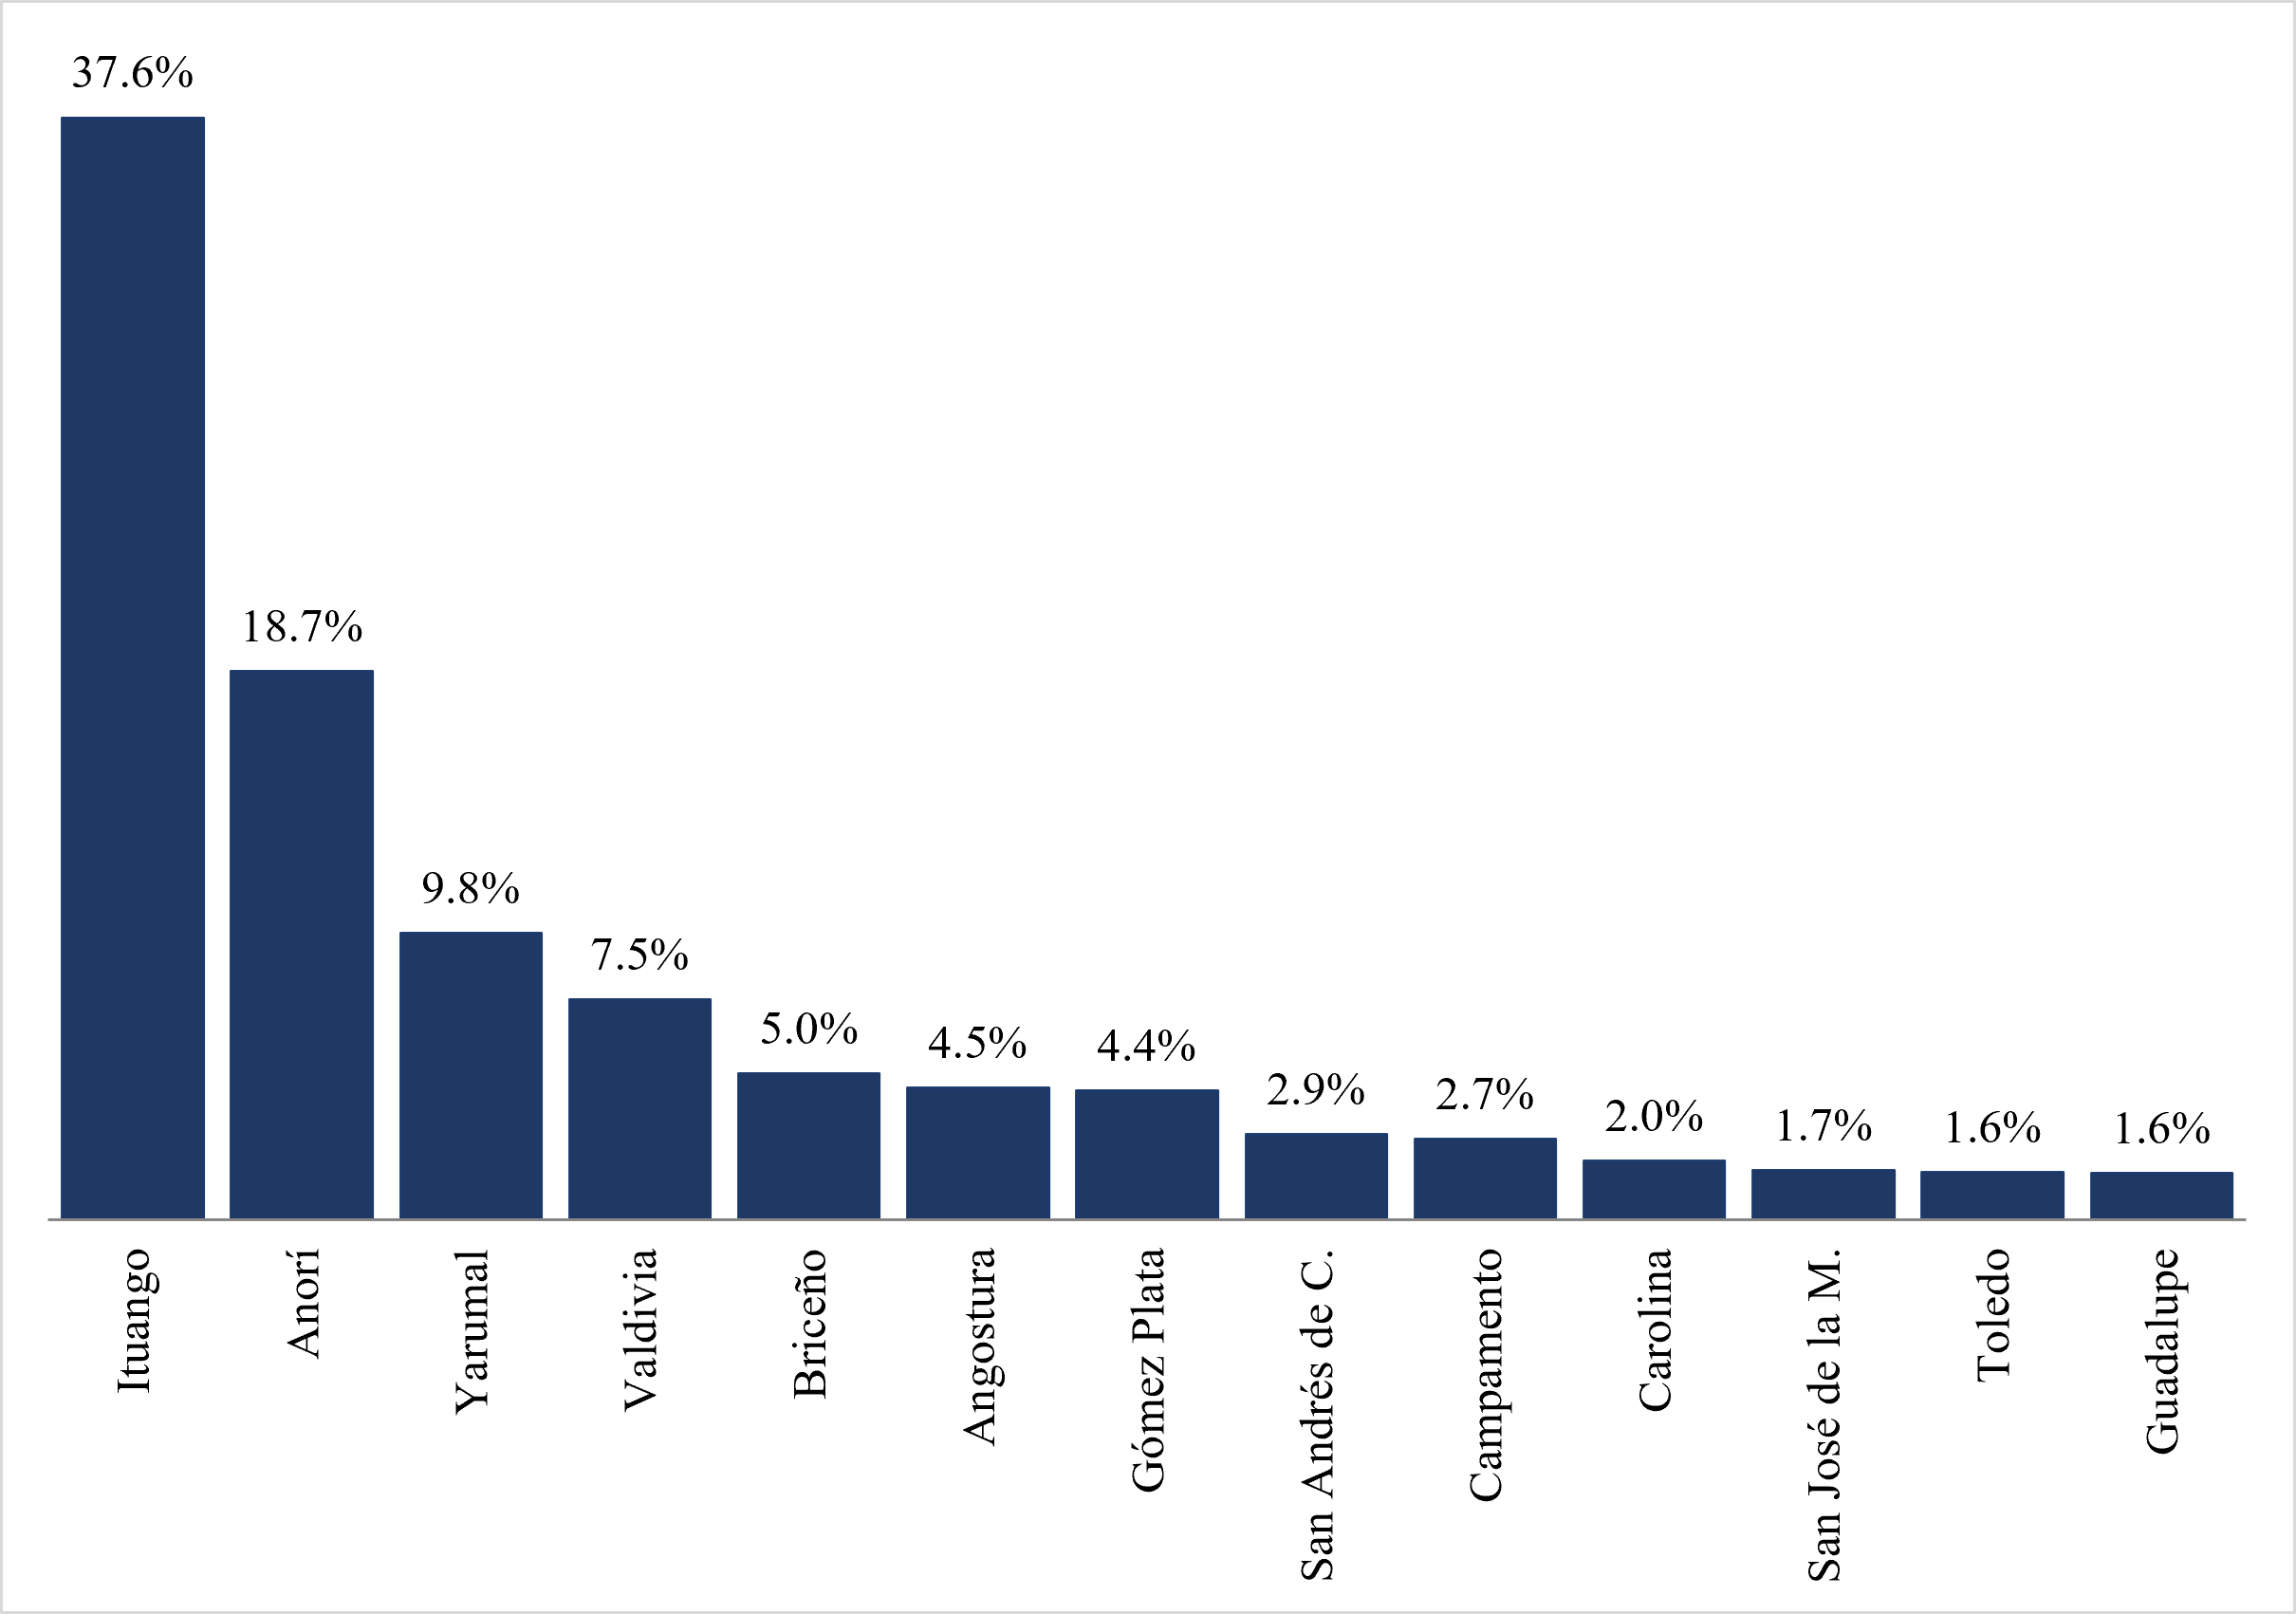 37.6%
18.7%
9.8%
7.5%
5.0%
4.5%
4.4%
2.9%
2.7%
2.0%
1.7%
1.6%
1.6%
Ituango
Anorí
Yarumal
Valdivia
Briceño
Angostura
Gómez Plata
San Andrés de C.
Campamento
Carolina
San José de la M.
Toledo
Guadalupe